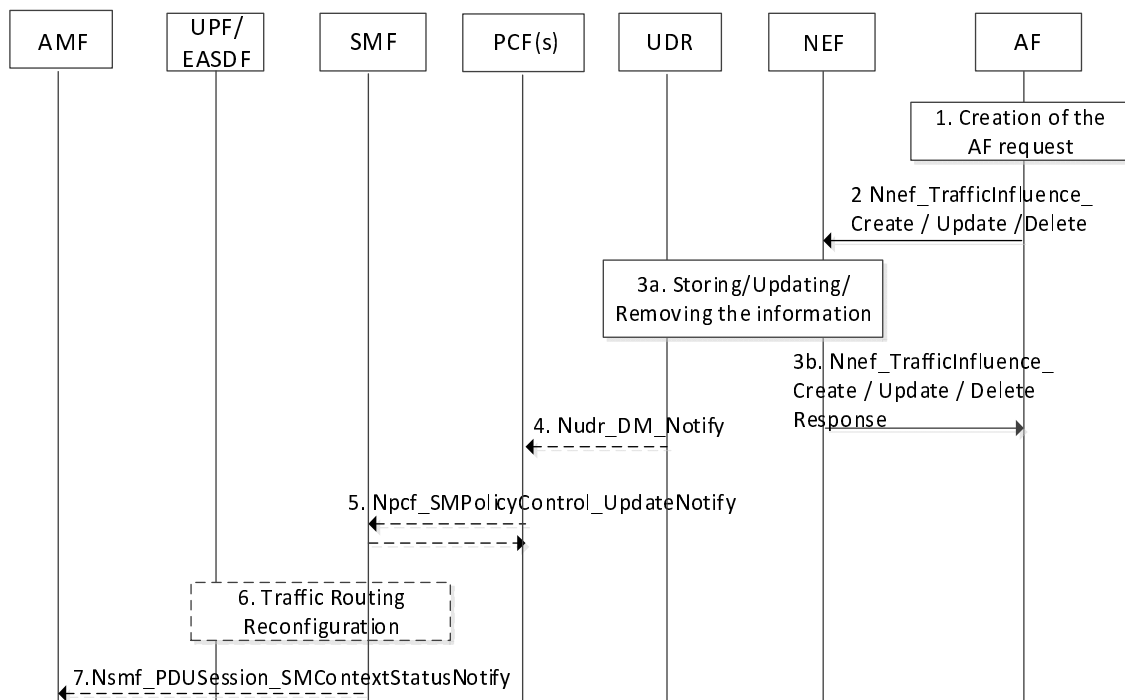 AMF
UPF/
EASDF
SMF
PCF(s)
UDR
NEF
AF
1. Creation of the
AF request
2 Nnef_TrafficInfluence_
Create / Update /Delete
3a. Storing/Updating/
Removing the information
3b. Nnef_TrafficInfluence_
Create / Update / Delete
Response
4. Nudr_DM_Notify
5. Npcf_SMPolicyControl_UpdateNotify
6. Traffic Routing
Reconfiguration
7.Nsmf_PDUSession_SMContextStatusNotify